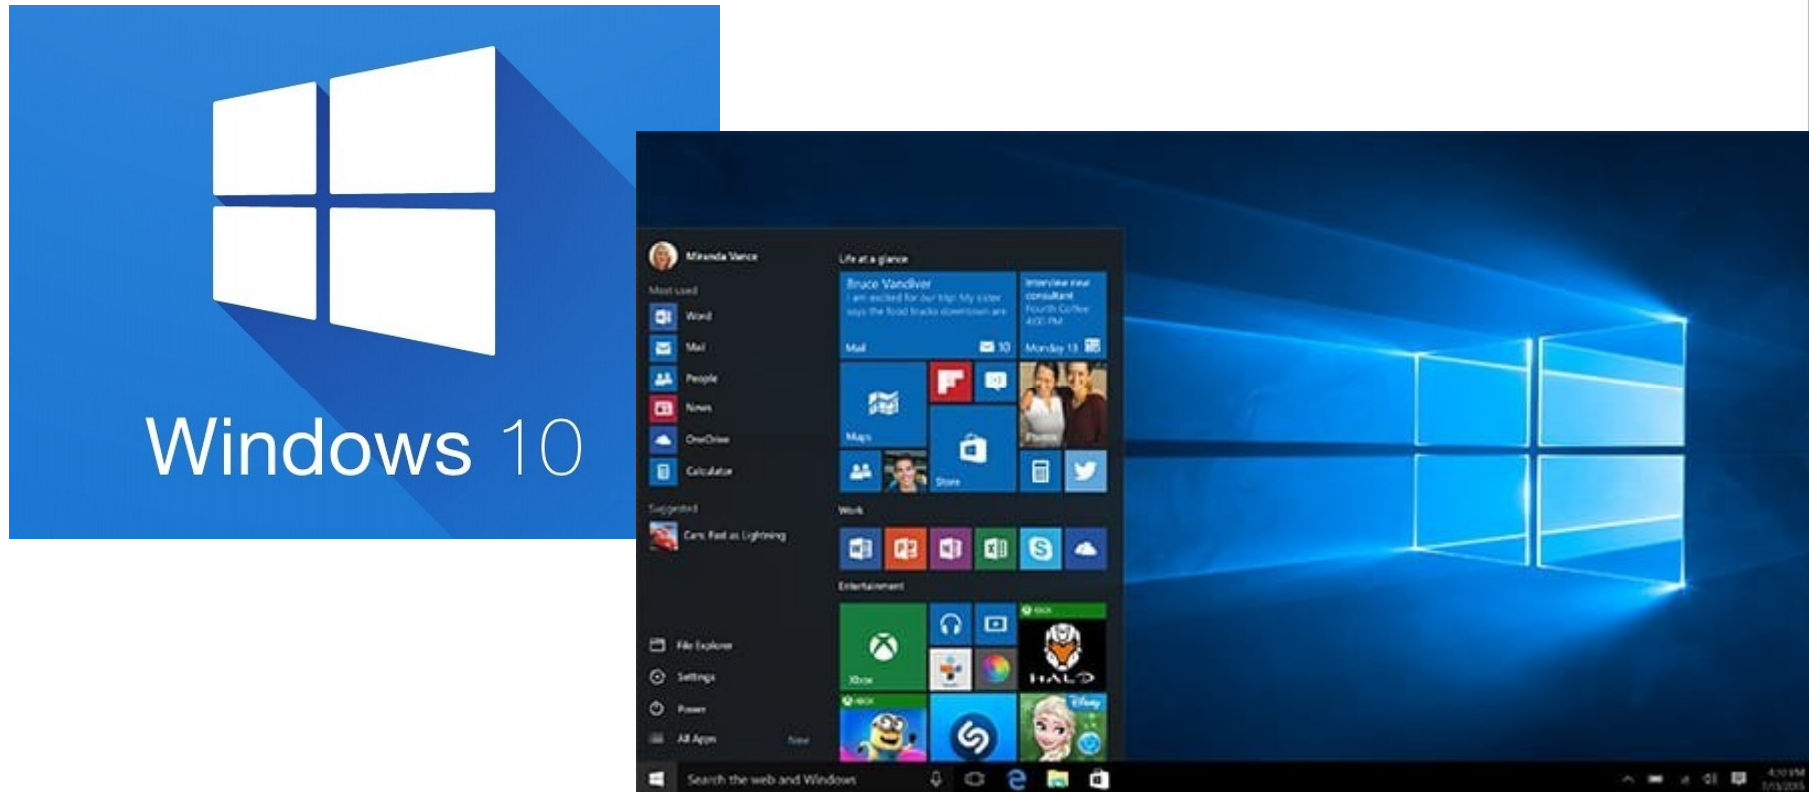 Windows 10
Miranda Vance
Most used
Word
Mail
People
News
OneDrive
Calculator
Suggested
Cars: Fast as Lightning
File Explorer
Settings
Power
All Apps
New
Life at a glance
Bruce Vandiver
I am excited for our trip! My sister
says the food trucks downtown are
Mail
10
Interview new
consultant
Fourth Coffee
4:00 PM
Monday 13
Maps
Store
Photos
Work
Entertainment
Xbox
XBOX
HALO
XBOX
Disney
Search the web and Windows
4:10 PM